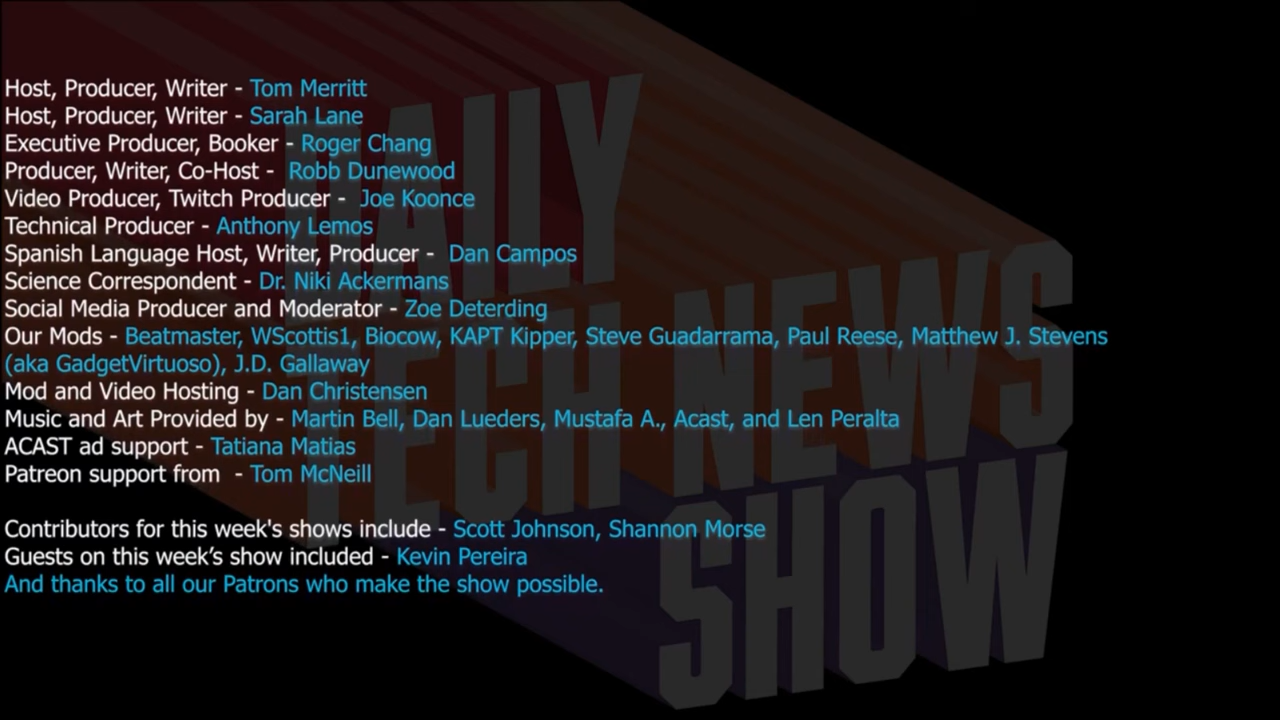 DAILY
TECH NEWS
SHOW
Host, Producer, Writer - Tom Merritt
Host, Producer, Writer - Sarah Lane
Executive Producer, Booker - Roger Chang
Producer, Writer, Co-Host -  Robb Dunewood
Video Producer, Twitch Producer -  Joe Koonce
Technical Producer - Anthony Lemos
Spanish Language Host, Writer, Producer -  Dan Campos
Science Correspondent - Dr. Niki Ackermans
Social Media Producer and Moderator - Zoe Deterding
Our Mods - Beatmaster, WScottis1, Biocow, KAPT Kipper, Steve Guadarrama, Paul Reese, Matthew J. Stevens
(aka GadgetVirtuoso), J.D. Gallaway
Mod and Video Hosting - Dan Christensen
Music and Art Provided by - Martin Bell, Dan Lueders, Mustafa A., Acast, and Len Peralta
ACAST ad support - Tatiana Matias
Patreon support from  - Tom McNeill
Contributors for this week's shows include - Scott Johnson, Shannon Morse
Guests on this week’s show included - Kevin Pereira
And thanks to all our Patrons who make the show possible.